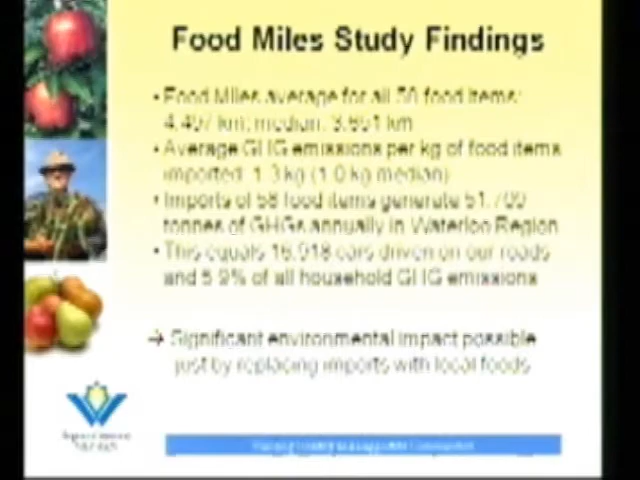 Food Miles Study Findings
• Food Miles average for all 58 food items:
4,497 km; median: 3,691 km
• Average GHG emissions per kg of food items
imported: 1.3 kg (1.0 kg median)
• Imports of 58 food items generate 51,709
tonnes of GHGs annually in Waterloo Region
• This equals 16,918 cars driven on our roads
and 5.9% of all household GHG emissions
→ Significant environmental impact possible
just by replacing imports with local foods